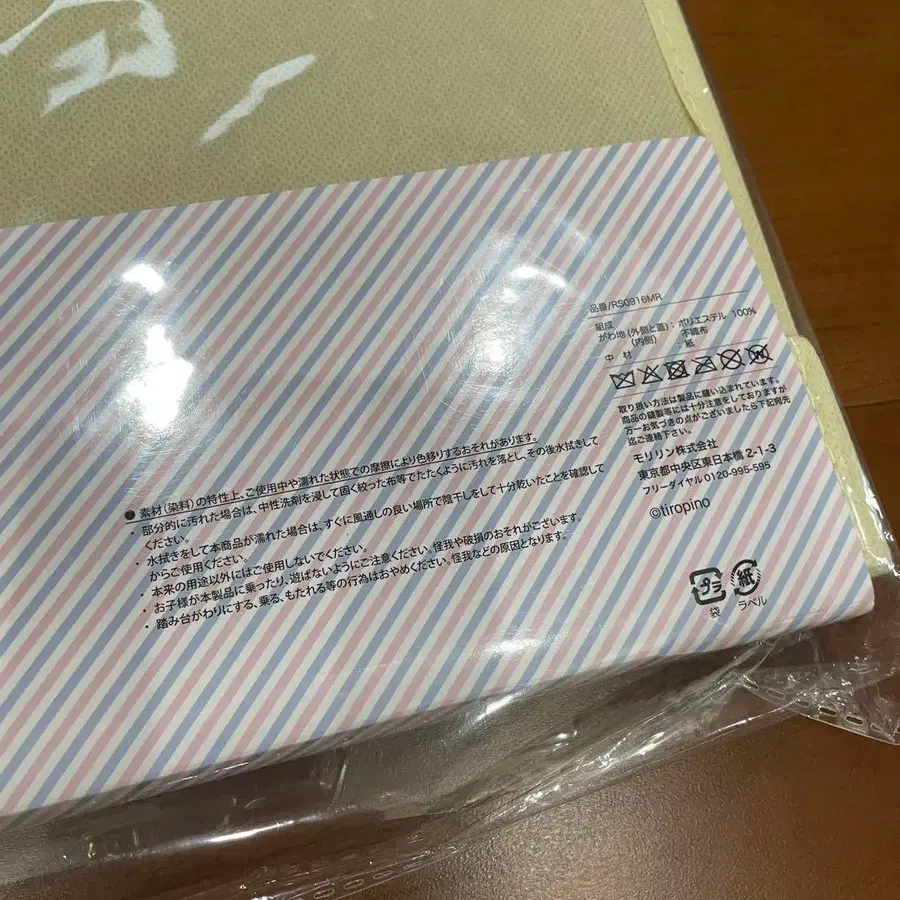 品番/RS0916MR
組成
がわ地(外側と蓋):ポリエステル 100%
(内側) 不織布
中 材 : 紙
取り扱い方法は製品に縫い込まれています。
商品の縫製等には十分注意をしておりますが
万一お気づきの点がございましたら下記宛先
迄ご連絡下さい。
モリリン株式会社
東京都中央区東日本橋 2-1-3
フリーダイヤル 0120-995-595
©tiropino
● 素材(染料)の特性上、ご使用中や濡れた状態での摩擦により色移りするおそれがあります。
・ 部分的に汚れた場合は、中性洗剤を浸して固く絞った布等でたたくように汚れを落とし、その後水拭きして
ください。
・ 水拭きをして本商品が濡れた場合は、すぐに風通しの良い場所で陰干しをして十分乾いたことを確認して
からご使用ください。
・ 本来の用途以外にはご使用しないでください。
・ お子様が本製品に乗ったり、遊ばないようにご注意ください。怪我や破損のおそれがございます。
・ 踏み台がわりにする、乗る、もたれる等の行為はおやめください。怪我などの原因となります。
プラ 紙
袋 ラベル